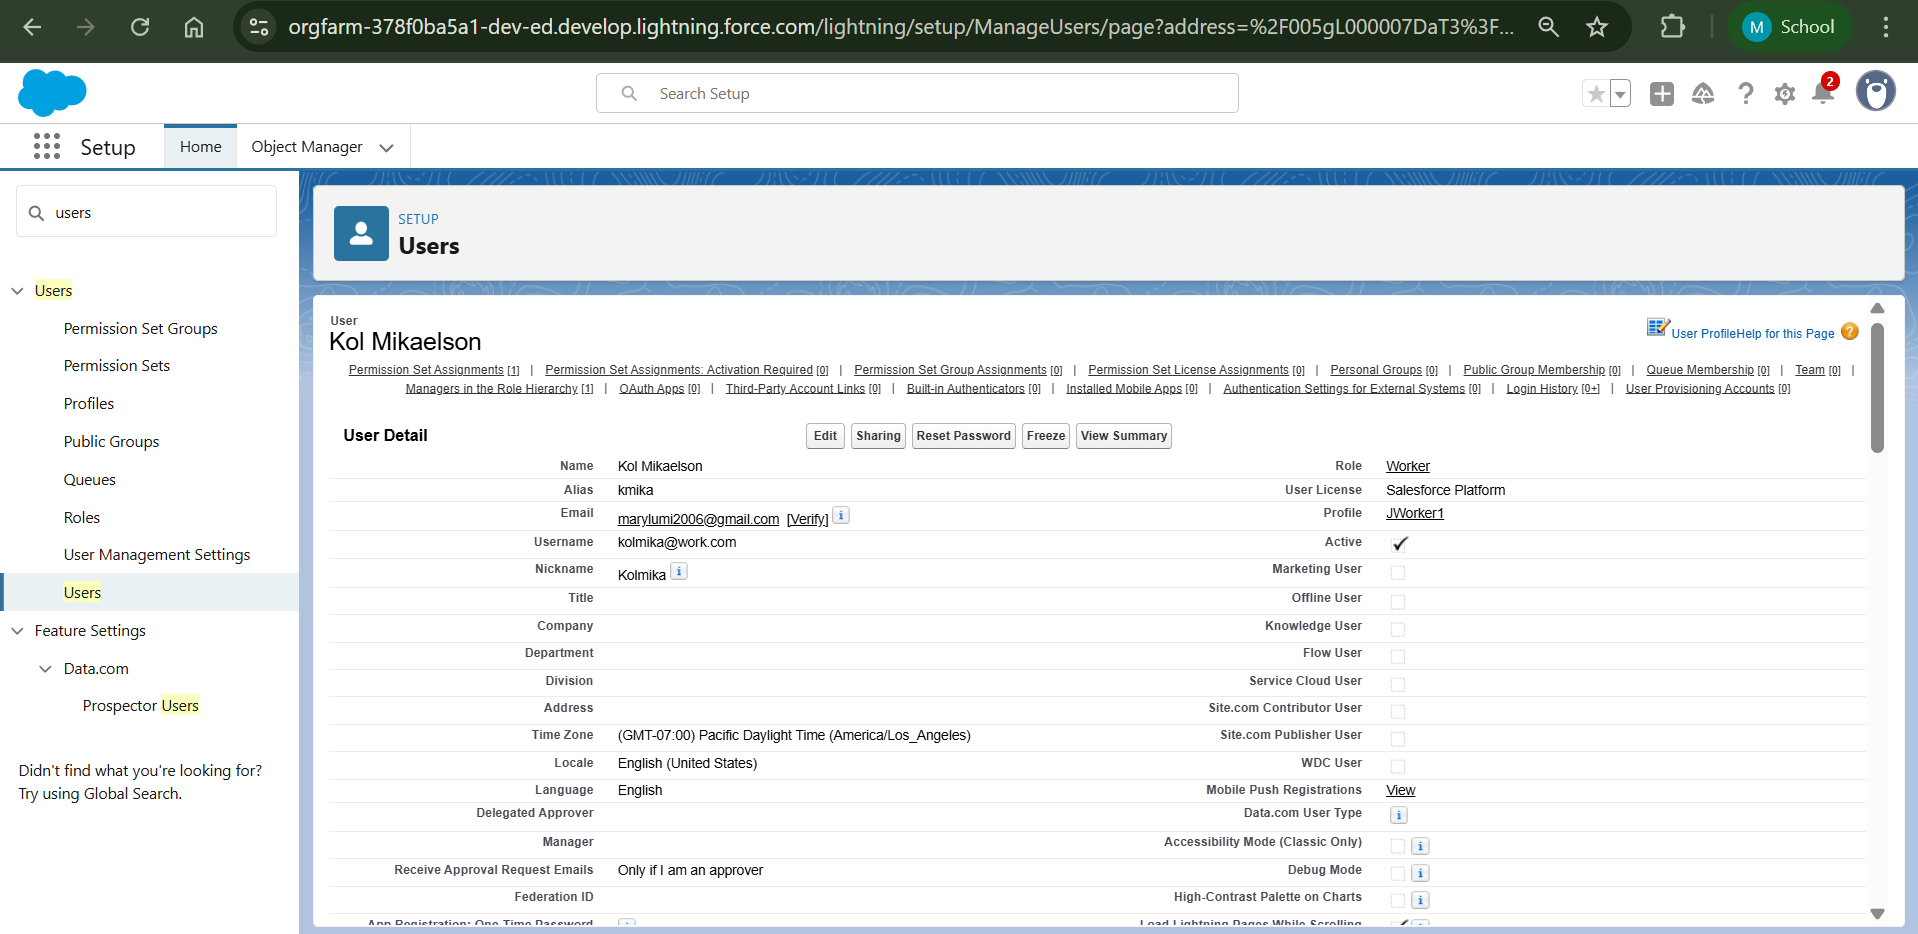 orgfarm-378f0ba5a1-dev-ed.develop.lightning.force.com/lightning/setup/ManageUsers/page?address=%2F005gL000007DaT3%3F...
M School
Search Setup
2
Setup Home Object Manager
users
SETUP
Users
Users
Permission Set Groups
Permission Sets
Profiles
Public Groups
Queues
Roles
User Management Settings
Users
Feature Settings
Data.com
Prospector Users
Didn't find what you're looking for?
Try using Global Search.
User
Kol Mikaelson
User ProfileHelp for this Page ?
Permission Set Assignments [1] | Permission Set Assignments: Activation Required [0] | Permission Set Group Assignments [0] | Permission Set License Assignments [0] | Personal Groups [0] | Public Group Membership [0] | Queue Membership [0] | Team [0] |
Managers in the Role Hierarchy [1] | OAuth Apps [0] | Third-Party Account Links [0] | Built-in Authenticators [0] | Installed Mobile Apps [0] | Authentication Settings for External Systems [0] | Login History [0+] | User Provisioning Accounts [0]
User Detail Edit Sharing Reset Password Freeze View Summary
Name Kol Mikaelson Role Worker
Alias kmika User License Salesforce Platform
Email marylumi2006@gmail.com [Verify] i Profile JWorker1
Username kolmika@work.com Active
Nickname Kolmika i Marketing User
Title Offline User
Company Knowledge User
Department Flow User
Division Service Cloud User
Address Site.com Contributor User
Time Zone (GMT-07:00) Pacific Daylight Time (America/Los_Angeles) Site.com Publisher User
Locale English (United States) WDC User
Language English Mobile Push Registrations View
Delegated Approver Data.com User Type i
Manager Accessibility Mode (Classic Only) i
Receive Approval Request Emails Only if I am an approver Debug Mode i
Federation ID High-Contrast Palette on Charts i
App Registration: One-Time Password Load Lightning Pages While Scrolling